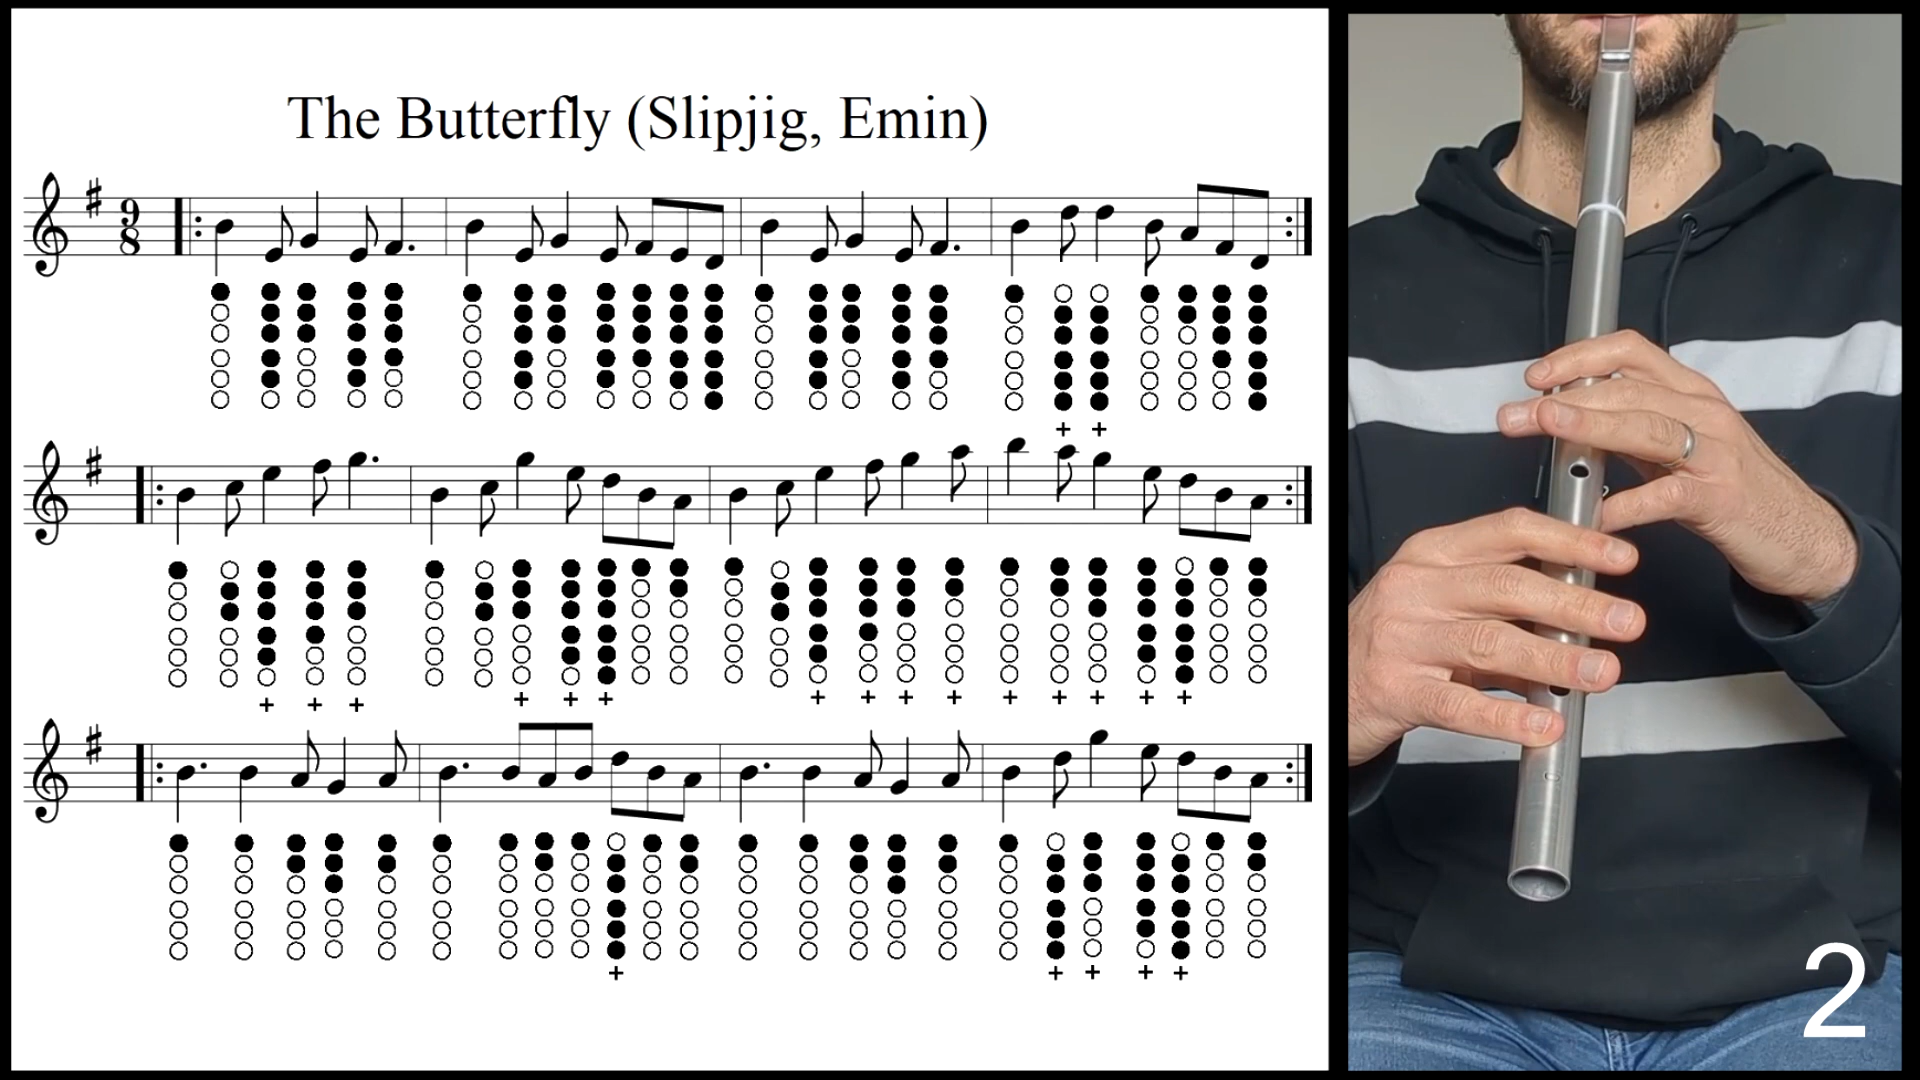 The Butterfly (Slipjig, Emin)
9
8
+ +
+ + + + + + + + + + + + + + +
+ + + + +
2